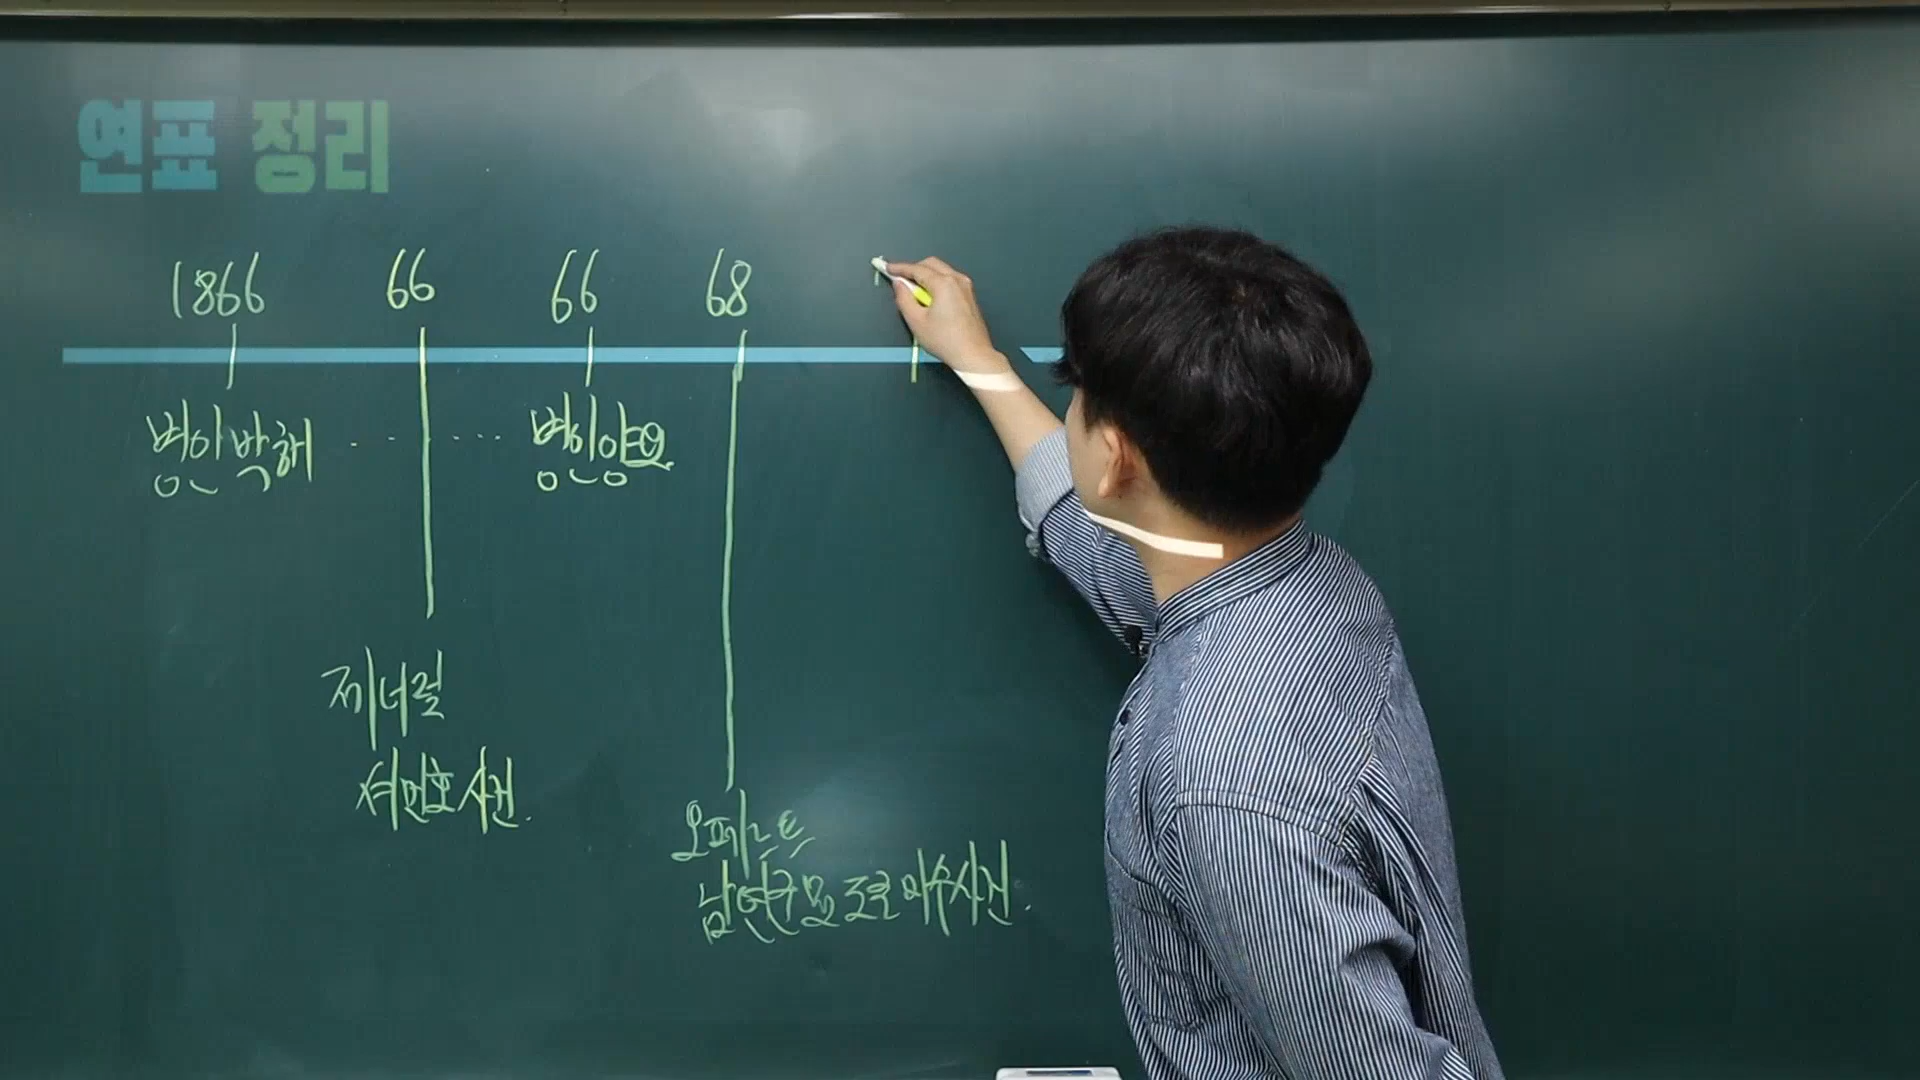 연표 정리
1866 66 66 68
병인박해 ‥ ‥‥ 병인양요
제너럴
셔먼호 사건.
오페르트
남연군 묘 도굴 미수 사건.